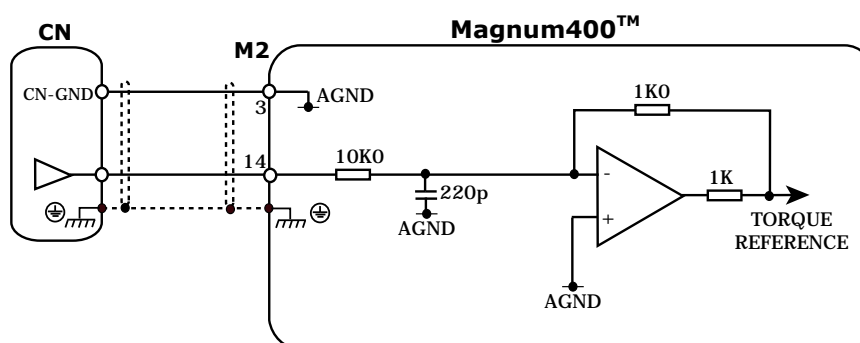 CN
M2
Magnum400™
CN-GND
3
AGND
1K0
14
10K0
220p
AGND
-
+
1K
TORQUE
REFERENCE
AGND